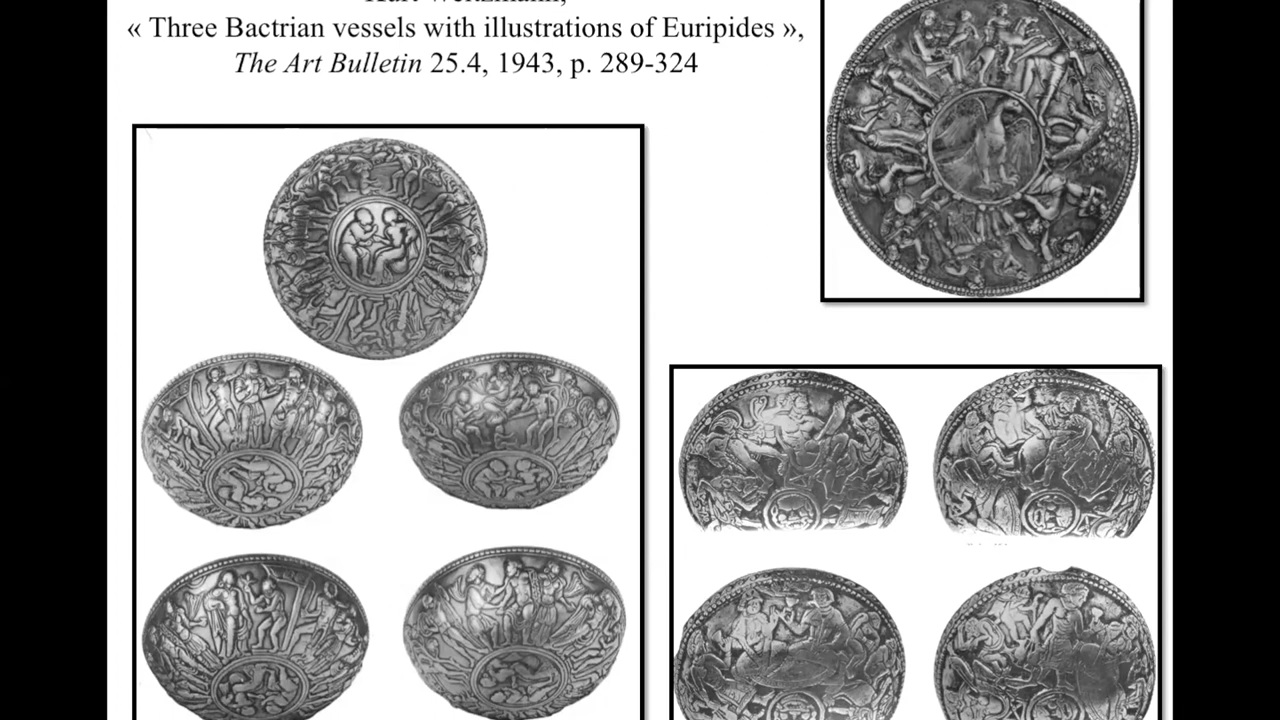 « Three Bactrian vessels with illustrations of Euripides »,
The Art Bulletin 25.4, 1943, p. 289-324